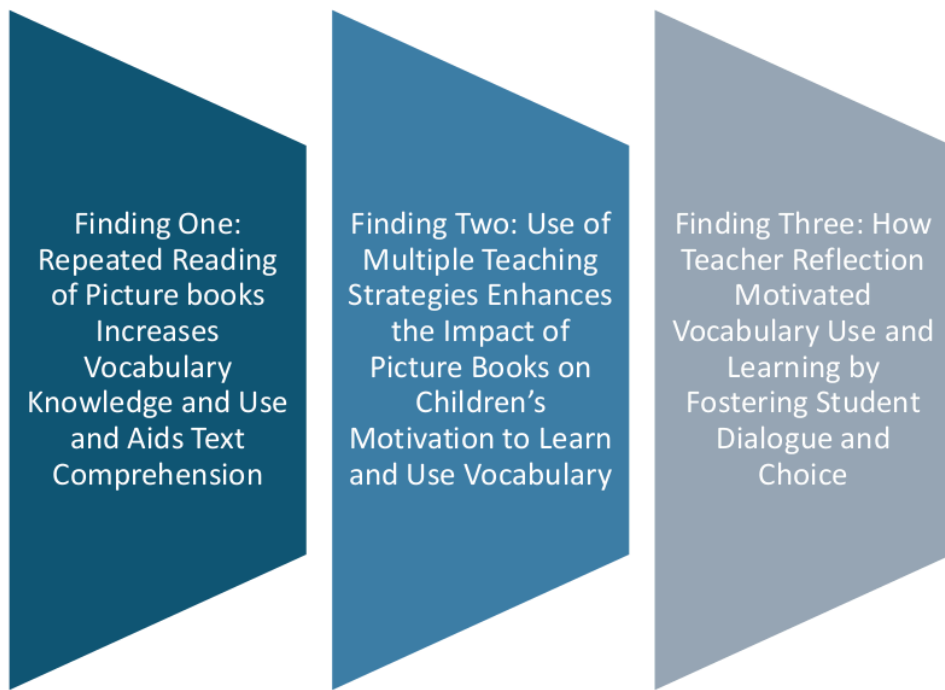 Finding One:
Repeated Reading
of Picture books
Increases
Vocabulary
Knowledge and Use
and Aids Text
Comprehension
Finding Two: Use of
Multiple Teaching
Strategies Enhances
the Impact of
Picture Books on
Children’s
Motivation to Learn
and Use Vocabulary
Finding Three: How
Teacher Reflection
Motivated
Vocabulary Use and
Learning by
Fostering Student
Dialogue and
Choice